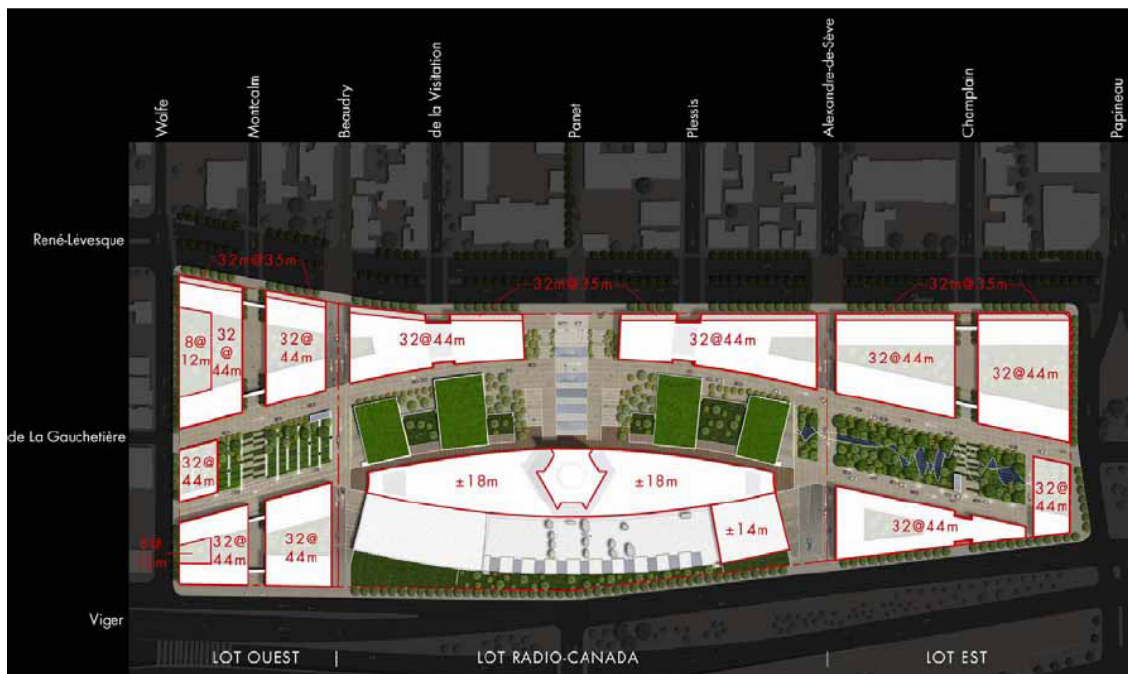 Wolfe
Montcalm
Beaudry
de la Visitation
Panet
Plessis
Alexandre-de-Sève
Champlain
Papineau
René-Lévesque
32m@35m
32m@35m
32m@35m
8@
12m
32
@
44m
32@
44m
32@44m
32@44m
32@44m
32@44m
de La Gauchetière
32@
44m
±18m
±18m
32@
44m
±14m
32@
44m
32@
44m
32@44m
Viger
LOT OUEST | LOT RADIO-CANADA | LOT EST